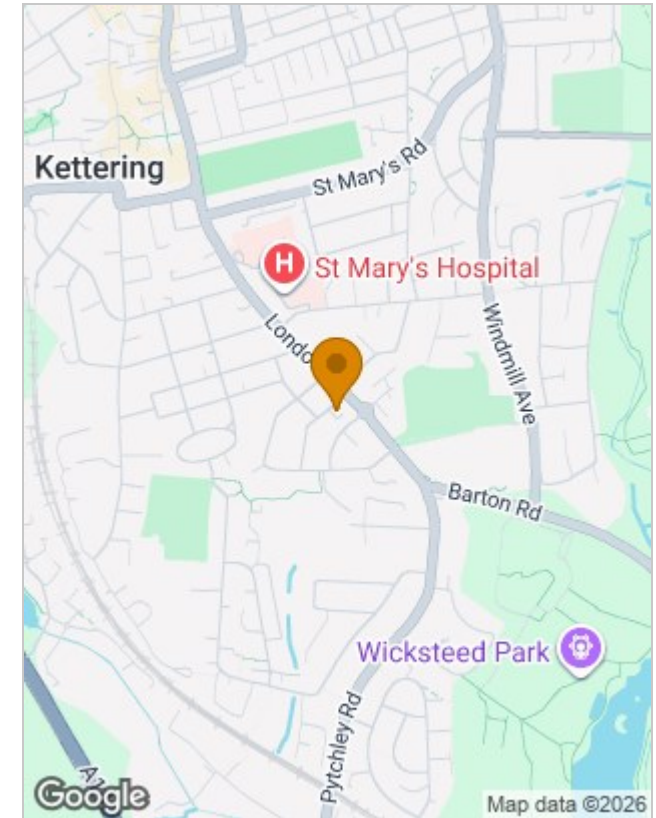 Kettering
St Mary's Rd
H
St Mary's Hospital
Windmill Ave
Barton Rd
Wicksteed Park
Pytchley Rd
Google
Map data ©2026